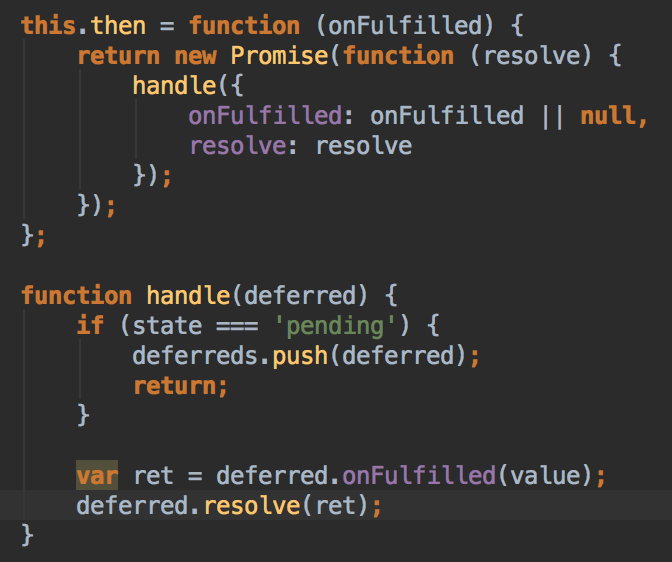 this.then = function (onFulfilled) {
    return new Promise(function (resolve) {
        handle({
            onFulfilled: onFulfilled || null,
            resolve: resolve
        });
    });
};

function handle(deferred) {
    if (state === 'pending') {
        deferreds.push(deferred);
        return;
    }

    var ret = deferred.onFulfilled(value);
    deferred.resolve(ret);
}